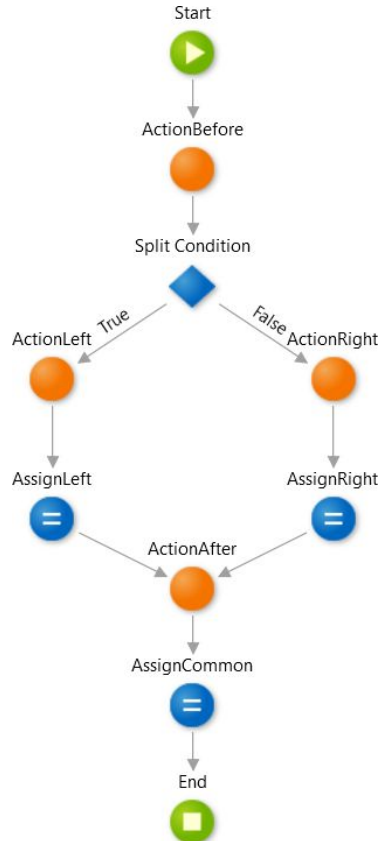 Start
ActionBefore
Split Condition
True
False
ActionLeft
ActionRight
AssignLeft
AssignRight
ActionAfter
AssignCommon
End